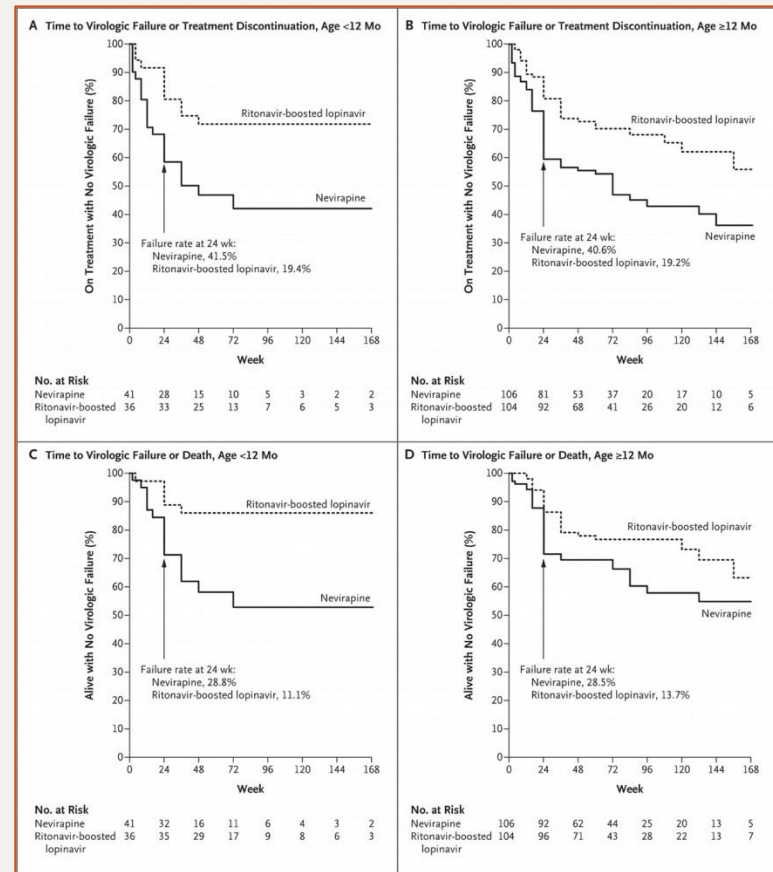 A Time to Virologic Failure or Treatment Discontinuation, Age <12 Mo
On Treatment with No Virologic Failure (%)
100
90
80
70
60
50
40
30
20
10
0
Ritonavir-boosted lopinavir
Nevirapine
Failure rate at 24 wk:
Nevirapine, 41.5%
Ritonavir-boosted lopinavir, 19.4%
0 24 48 72 96 120 144 168
Week
No. at Risk
Nevirapine 41 28 15 10 5 3 2 2
Ritonavir-boosted 36 33 25 13 7 6 5 3
lopinavir
B Time to Virologic Failure or Treatment Discontinuation, Age ≥12 Mo
On Treatment with No Virologic Failure (%)
100
90
80
70
60
50
40
30
20
10
0
Ritonavir-boosted lopinavir
Nevirapine
Failure rate at 24 wk:
Nevirapine, 40.6%
Ritonavir-boosted lopinavir, 19.2%
0 24 48 72 96 120 144 168
Week
No. at Risk
Nevirapine 106 81 53 37 20 17 10 5
Ritonavir-boosted 104 92 68 41 26 20 12 6
lopinavir
C Time to Virologic Failure or Death, Age <12 Mo
Alive with No Virologic Failure (%)
100
90
80
70
60
50
40
30
20
10
0
Ritonavir-boosted lopinavir
Nevirapine
Failure rate at 24 wk:
Nevirapine, 28.8%
Ritonavir-boosted lopinavir, 11.1%
0 24 48 72 96 120 144 168
Week
No. at Risk
Nevirapine 41 32 16 11 6 4 3 2
Ritonavir-boosted 36 35 29 17 9 8 6 3
lopinavir
D Time to Virologic Failure or Death, Age ≥12 Mo
Alive with No Virologic Failure (%)
100
90
80
70
60
50
40
30
20
10
0
Ritonavir-boosted lopinavir
Nevirapine
Failure rate at 24 wk:
Nevirapine, 28.5%
Ritonavir-boosted lopinavir, 13.7%
0 24 48 72 96 120 144 168
Week
No. at Risk
Nevirapine 106 92 62 44 25 20 13 5
Ritonavir-boosted 104 96 71 43 28 22 13 7
lopinavir